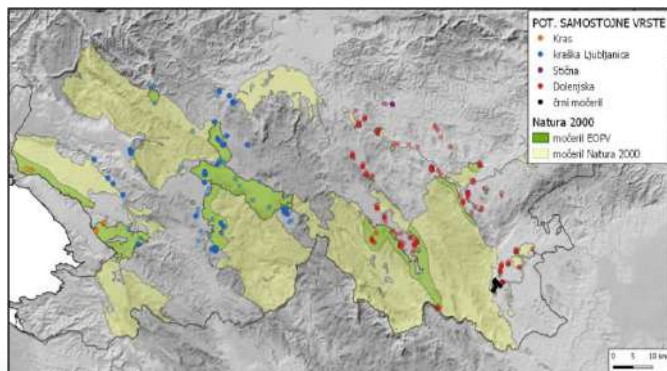 POT. SAMOSTOJNE VRSTE
Kras
kraška Ljubljanica
Stična
Dolenjska
črni močeril
Natura 2000
močeril EOPV
močeril Natura 2000
0 5 10 km